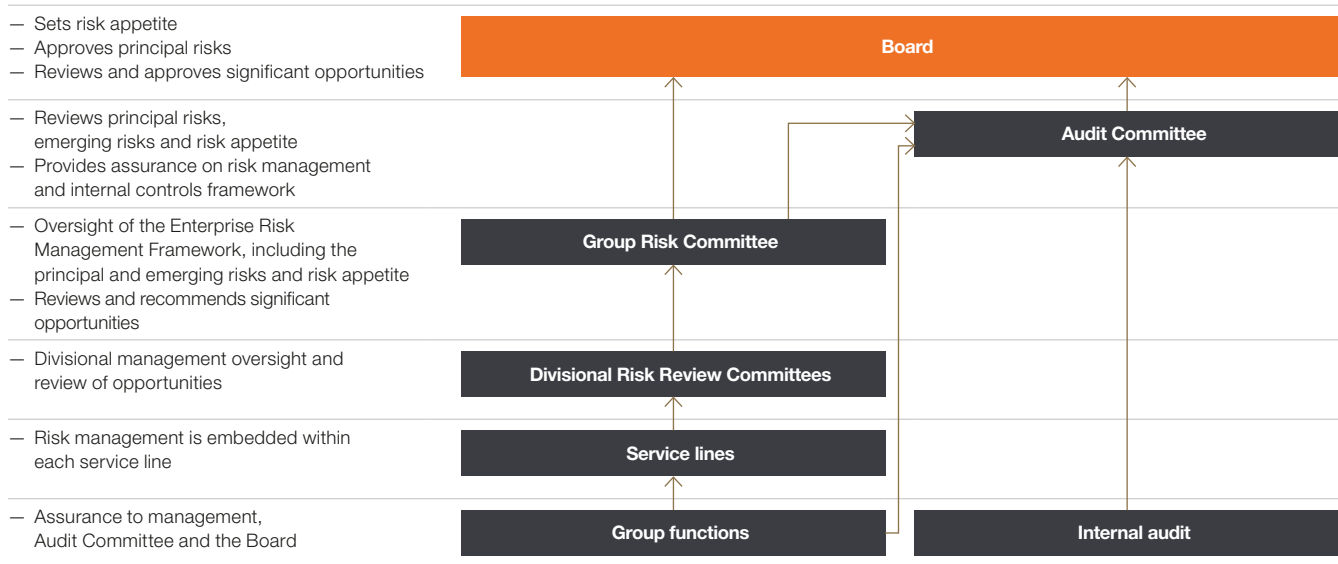 — Sets risk appetite
— Approves principal risks
— Reviews and approves significant opportunities
Board
— Reviews principal risks,
emerging risks and risk appetite
— Provides assurance on risk management
and internal controls framework
Audit Committee
— Oversight of the Enterprise Risk
Management Framework, including the
principal and emerging risks and risk appetite
— Reviews and recommends significant
opportunities
Group Risk Committee
— Divisional management oversight and
review of opportunities
Divisional Risk Review Committees
— Risk management is embedded within
each service line
Service lines
— Assurance to management,
Audit Committee and the Board
Group functions
Internal audit